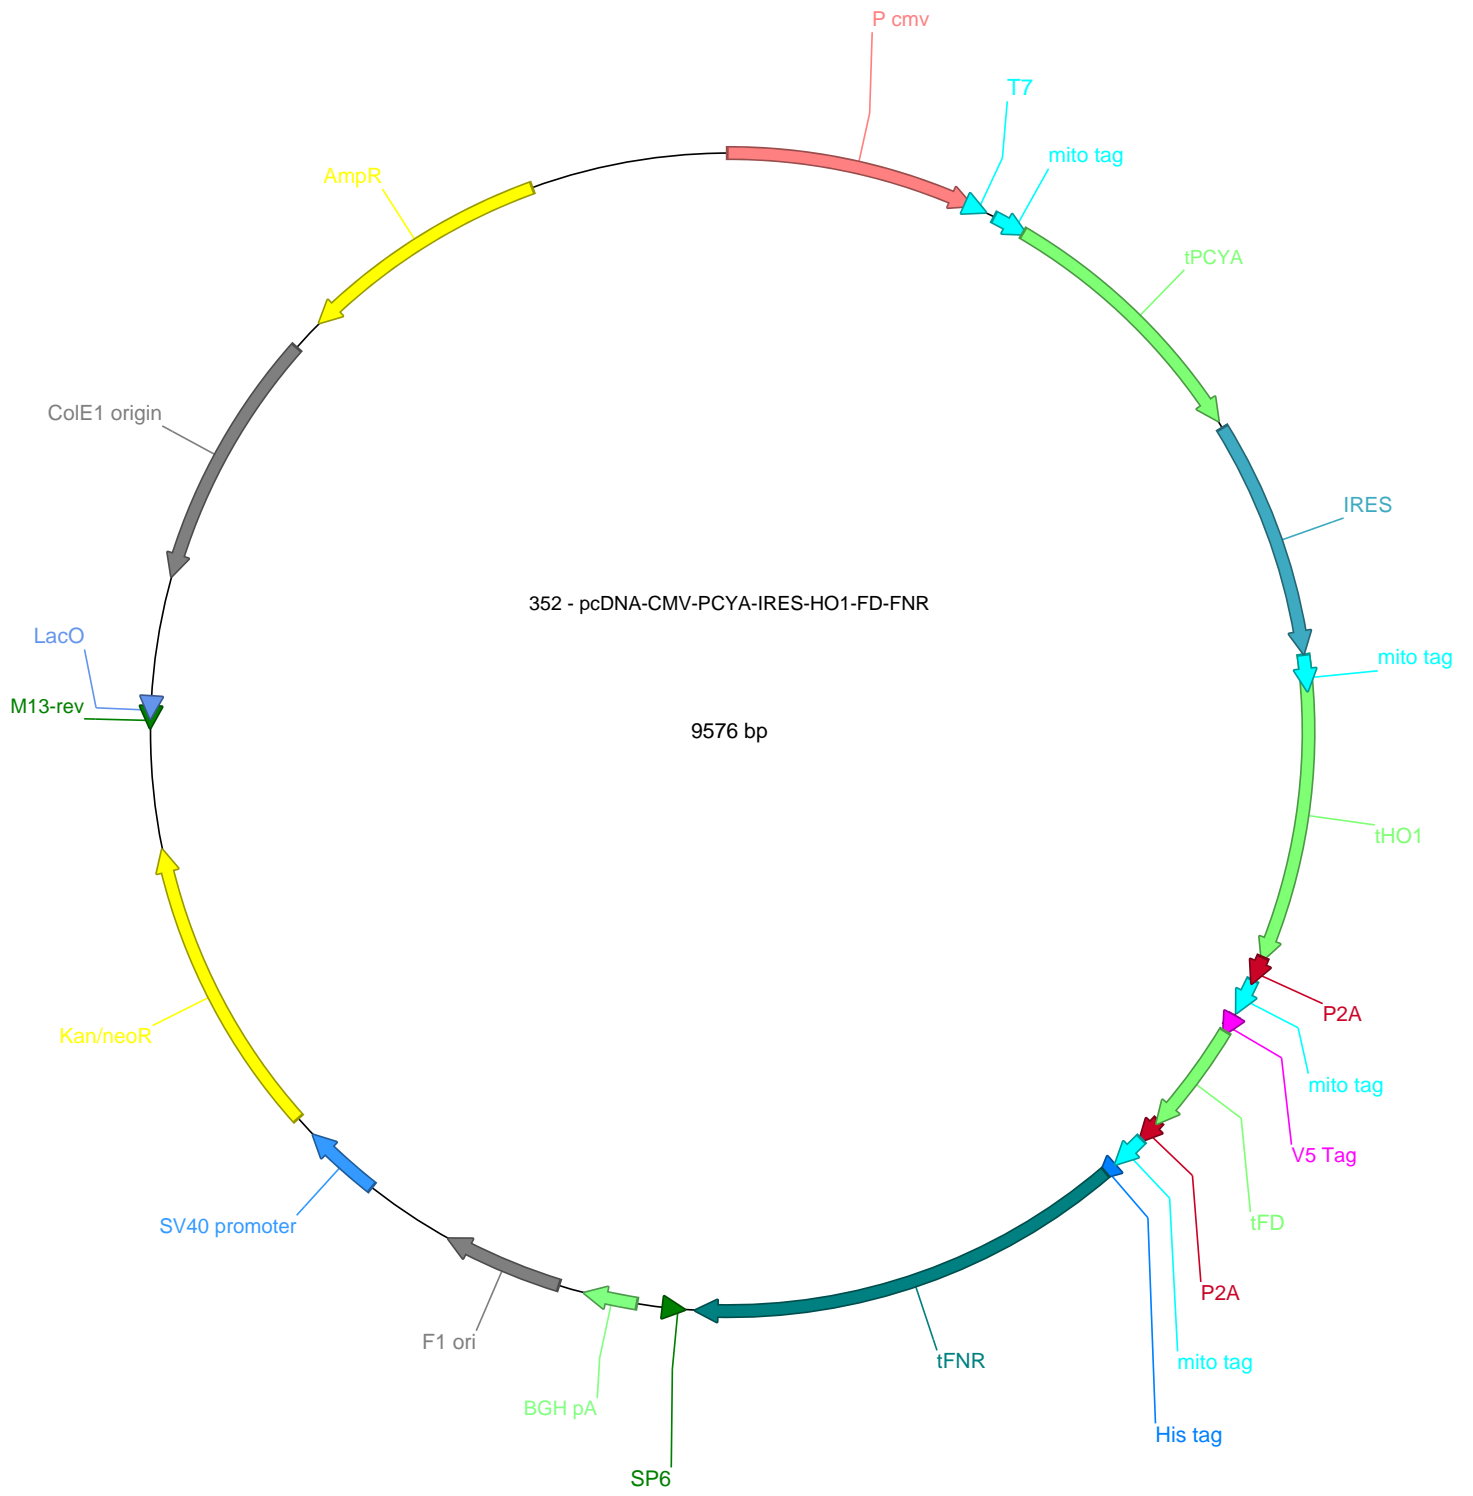 P cmv
T7
mito tag
AmpR
tPCYA
ColE1 origin
IRES
352 - pcDNA-CMV-PCYA-IRES-HO1-FD-FNR
LacO
mito tag
M13-rev
9576 bp
tHO1
P2A
Kan/neoR
mito tag
V5 Tag
tFD
SV40 promoter
P2A
F1 ori
tFNR
mito tag
BGH pA
His tag
SP6